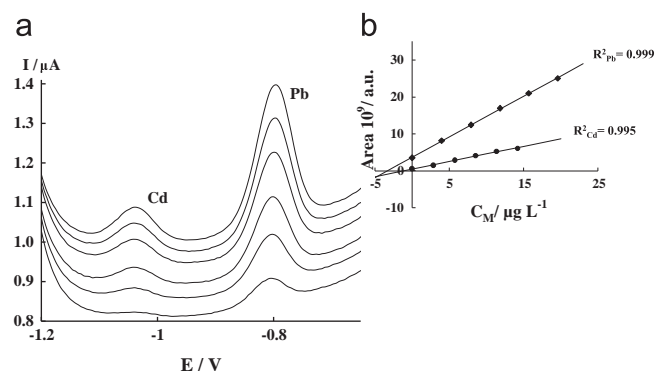 a
I / µA
1.4
1.3
1.2
1.1
1.0
0.9
0.8
-1.2
-1
-0.8
E / V
Cd
Pb
b
Area 10⁹/ a.u.
30
20
10
0
-10
-5
5
15
25
C_M/ µg L⁻¹
R²Pb= 0.999
R²Cd= 0.995